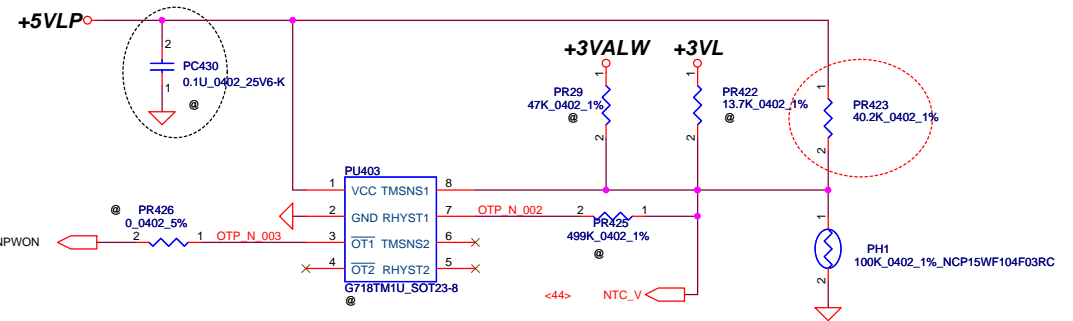 +5VLP
2
PC430
0.1U_0402_25V6-K
1
@
+3VALW
+3VL
1
PR29
47K_0402_1%
@
2
1
PR422
13.7K_0402_1%
@
2
1
PR423
40.2K_0402_1%
2
PU403
1
VCC
TMSNS1
8
2
GND
RHYST1
7
OTP_N_002
2
1
PR425
499K_0402_1%
@
3
OT1
TMSNS2
6
4
OT2
RHYST2
5
G718TM1U_SOT23-8
@
@
PR426
0_0402_5%
NPWON
2
1
OTP_N_003
<44>
NTC_V
1
PH1
100K_0402_1%_NCP15WF104F03RC
2